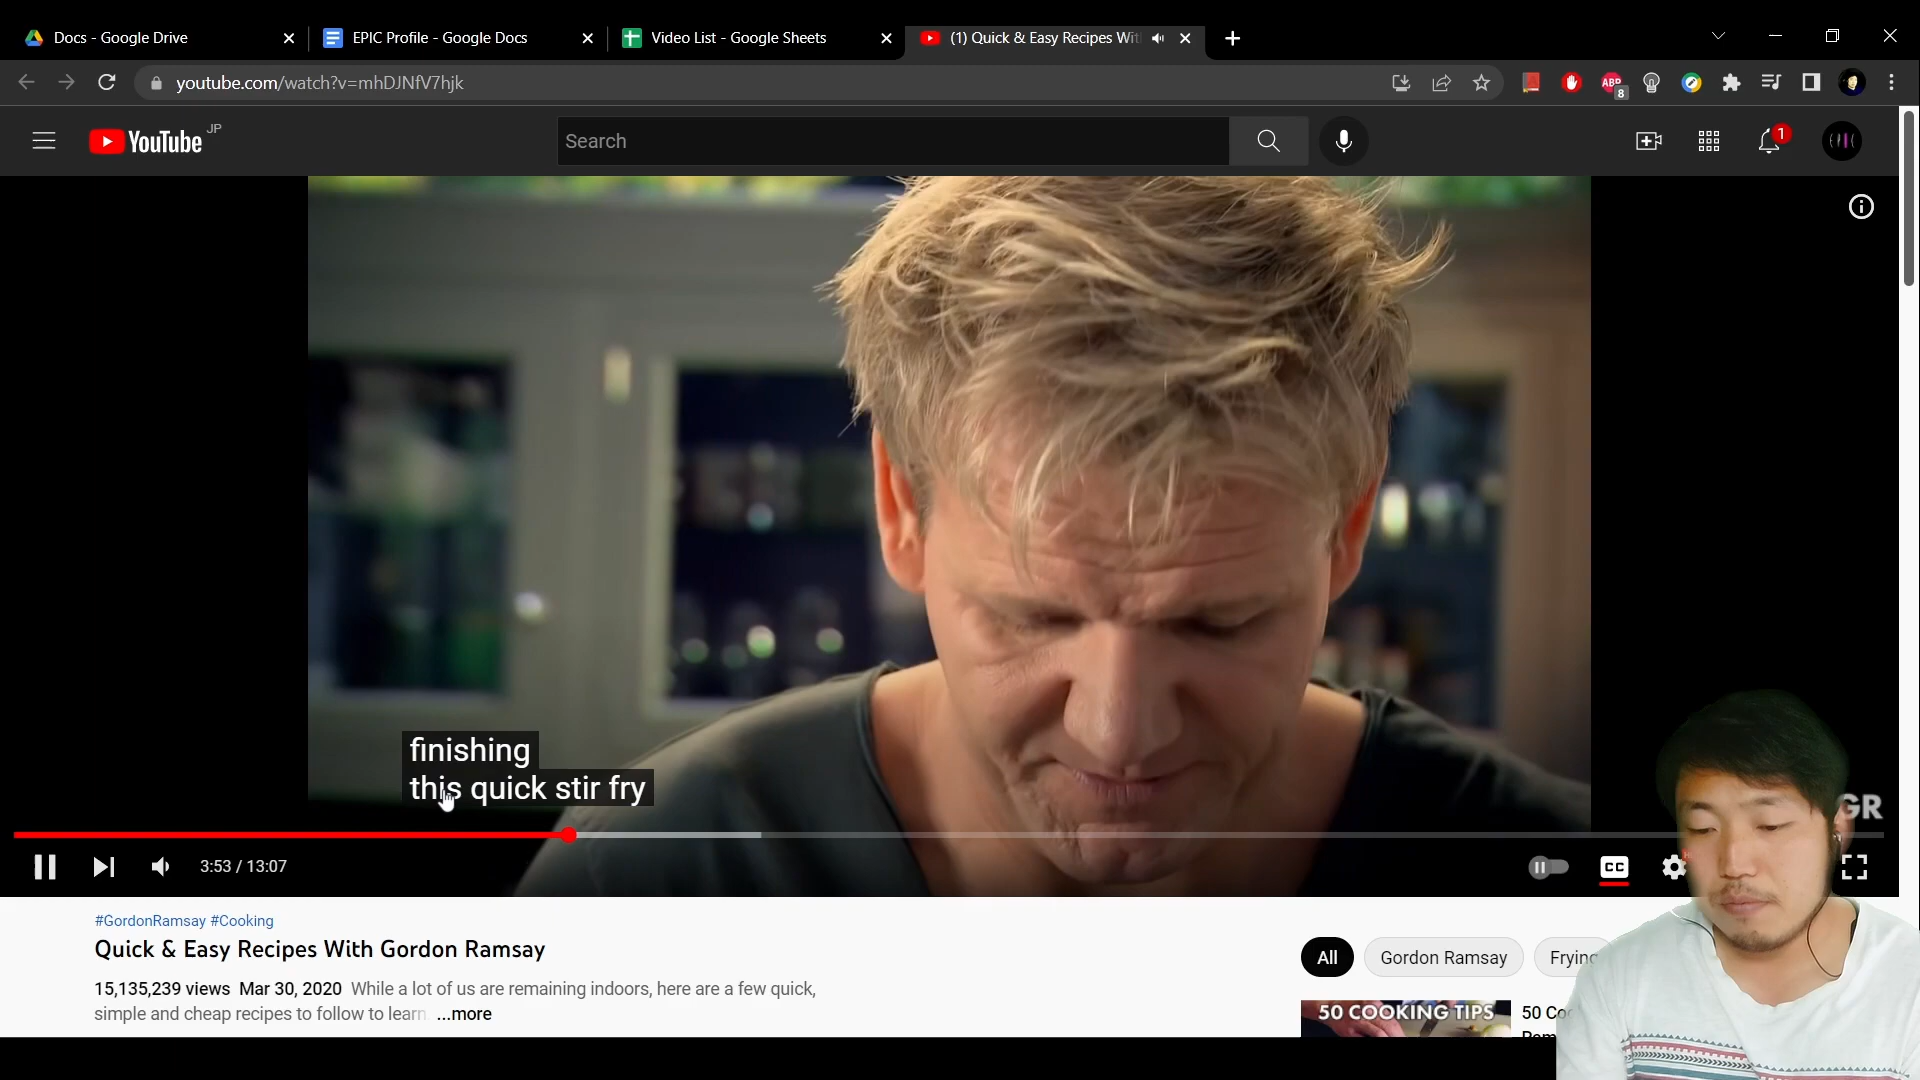 Docs - Google Drive
EPIC Profile - Google Docs
Video List - Google Sheets
(1) Quick & Easy Recipes Wit
youtube.com/watch?v=mhDJNfV7hjk
ABP
8
YouTube JP
Search
1
EPIC
finishing
this quick stir fry
GR
3:53 / 13:07
CC
#GordonRamsay #Cooking
Quick & Easy Recipes With Gordon Ramsay
15,135,239 views Mar 30, 2020 While a lot of us are remaining indoors, here are a few quick,
simple and cheap recipes to follow to learn ...more
All
Gordon Ramsay
Frying
50 COOKING TIPS
50